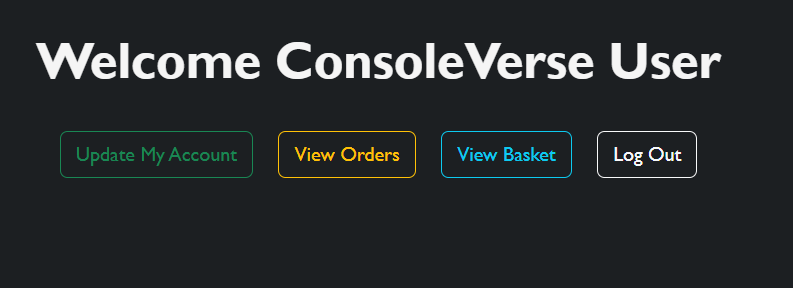 Welcome ConsoleVerse User
Update My Account View Orders View Basket Log Out